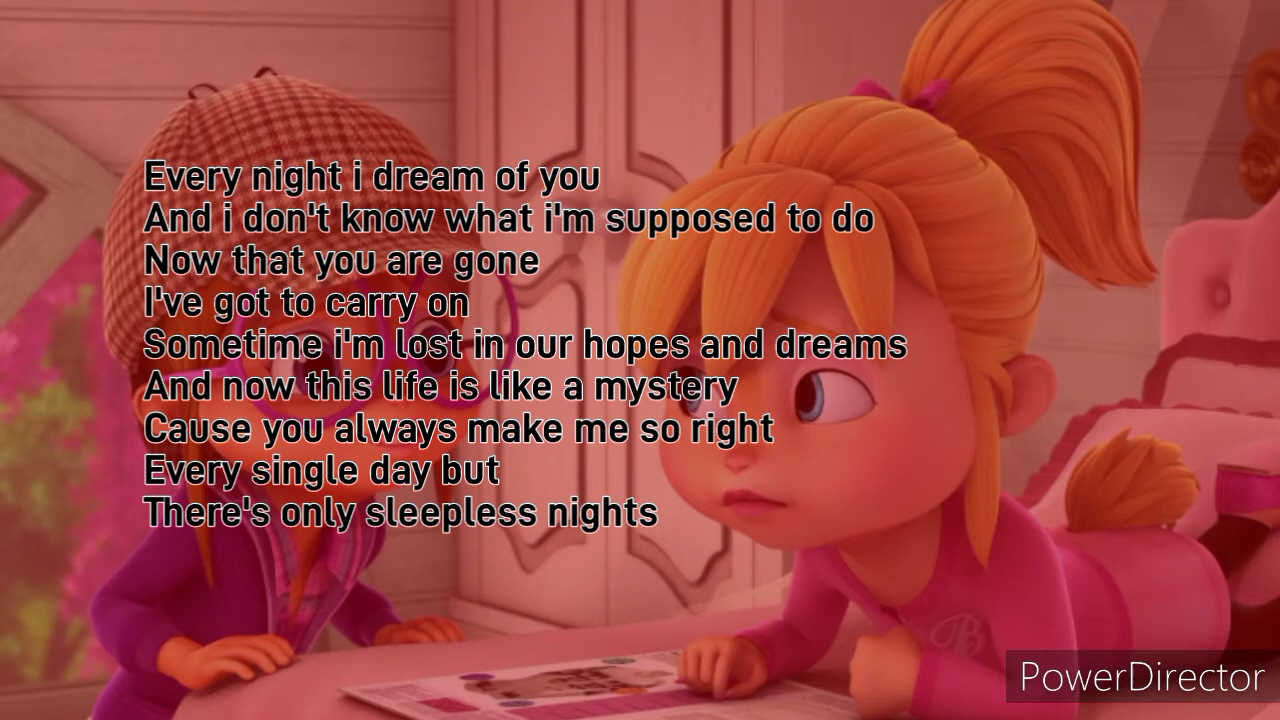 Every night i dream of you
And i don't know what i'm supposed to do
Now that you are gone
I've got to carry on
Sometime i'm lost in our hopes and dreams
And now this life is like a mystery
Cause you always make me so right
Every single day but
There's only sleepless nights
B
PowerDirector